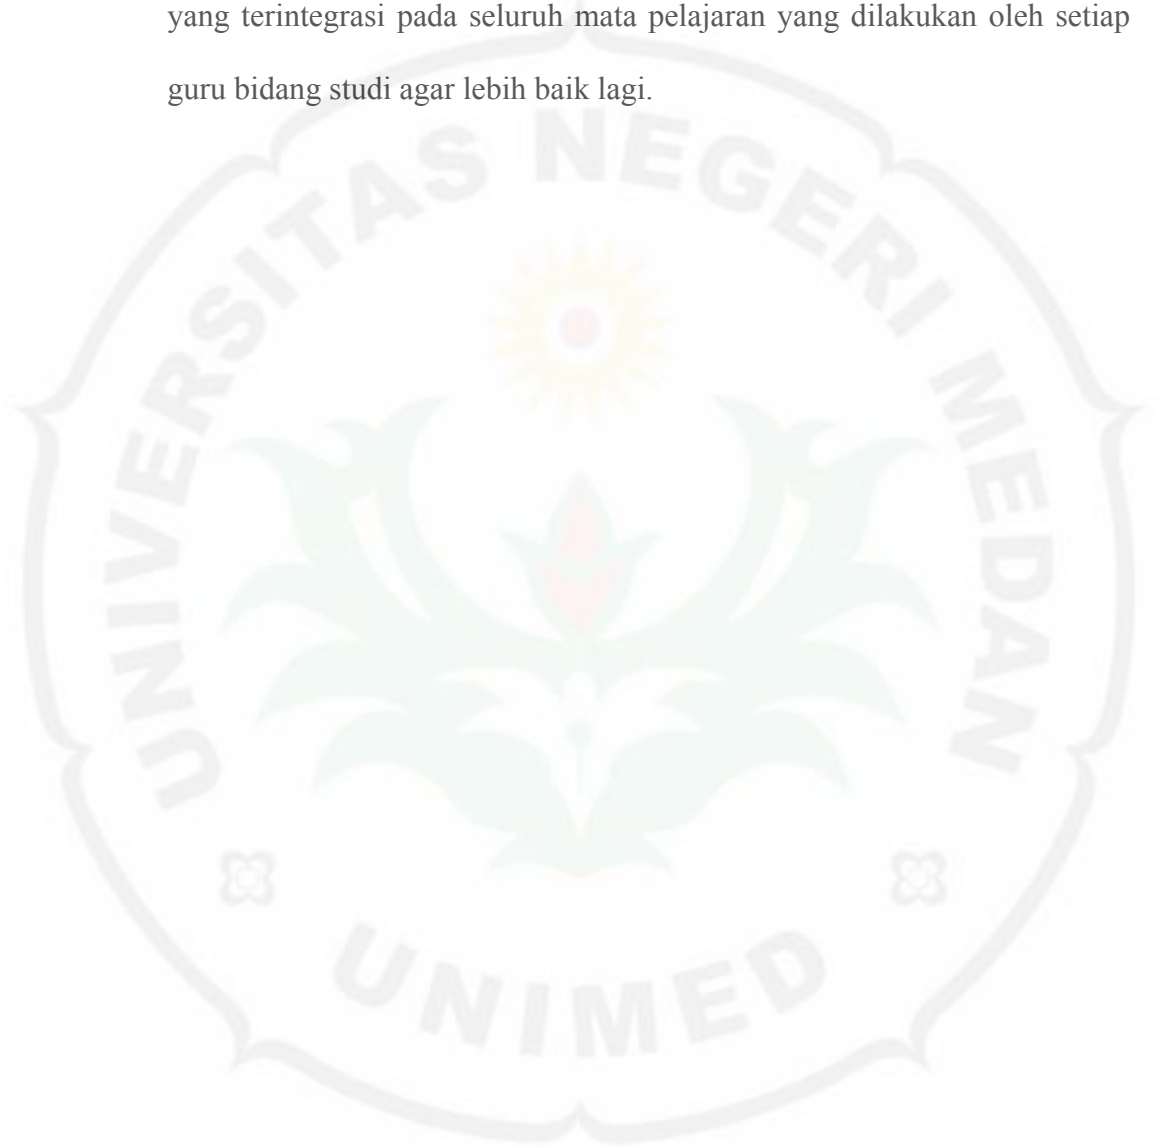 yang terintegrasi pada seluruh mata pelajaran yang dilakukan oleh setiap
guru bidang studi agar lebih baik lagi.
UNIVERSITAS NEGERI MEDAN
UNIMED